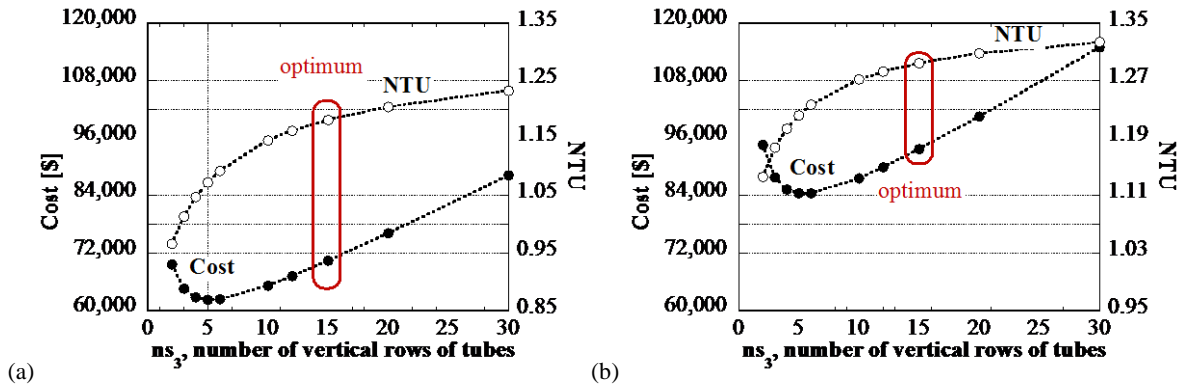 120,000
108,000
96,000
84,000
72,000
60,000
Cost [$]
1.35
1.25
1.15
1.05
0.95
0.85
NTU
optimum
NTU
Cost
0 5 10 15 20 25 30
ns3, number of vertical rows of tubes
(a)
120,000
108,000
96,000
84,000
72,000
60,000
Cost [$]
1.35
1.27
1.19
1.11
1.03
0.95
NTU
NTU
Cost
optimum
0 5 10 15 20 25 30
ns3, number of vertical rows of tubes
(b)